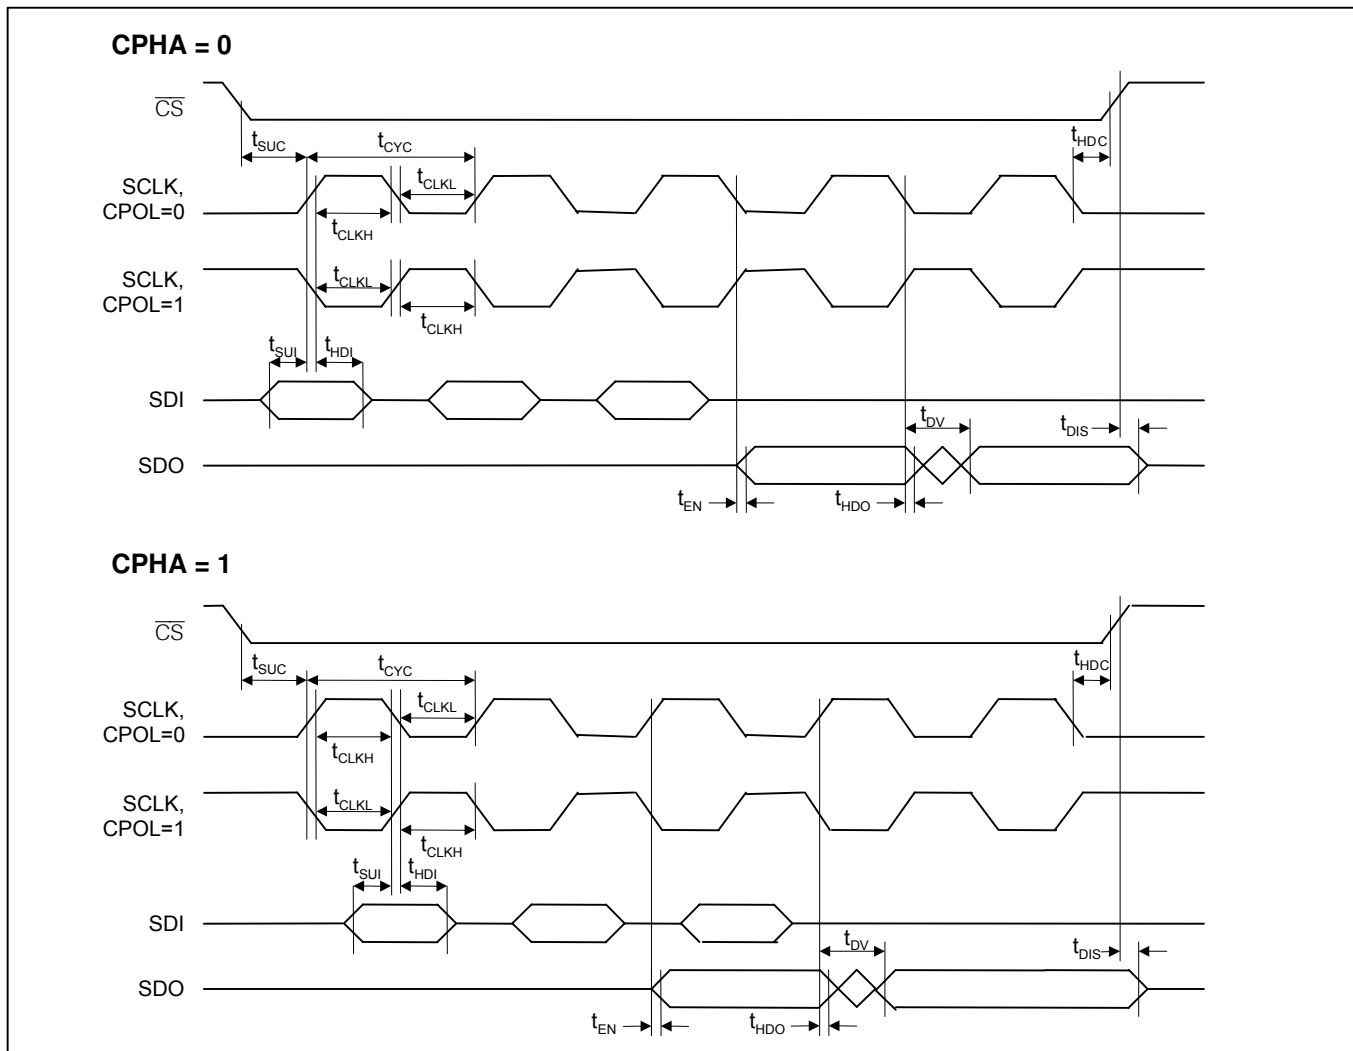 CPHA = 0
CS
tSUC
tCYC
tHDC
SCLK,
CPOL=0
tCLKL
tCLKH
SCLK,
CPOL=1
tCLKL
tCLKH
tSUI
tHDI
SDI
tDV
tDIS
SDO
tEN
tHDO
CPHA = 1
CS
tSUC
tCYC
tHDC
SCLK,
CPOL=0
tCLKL
tCLKH
SCLK,
CPOL=1
tCLKL
tCLKH
tSUI
tHDI
SDI
tDV
tDIS
SDO
tEN
tHDO